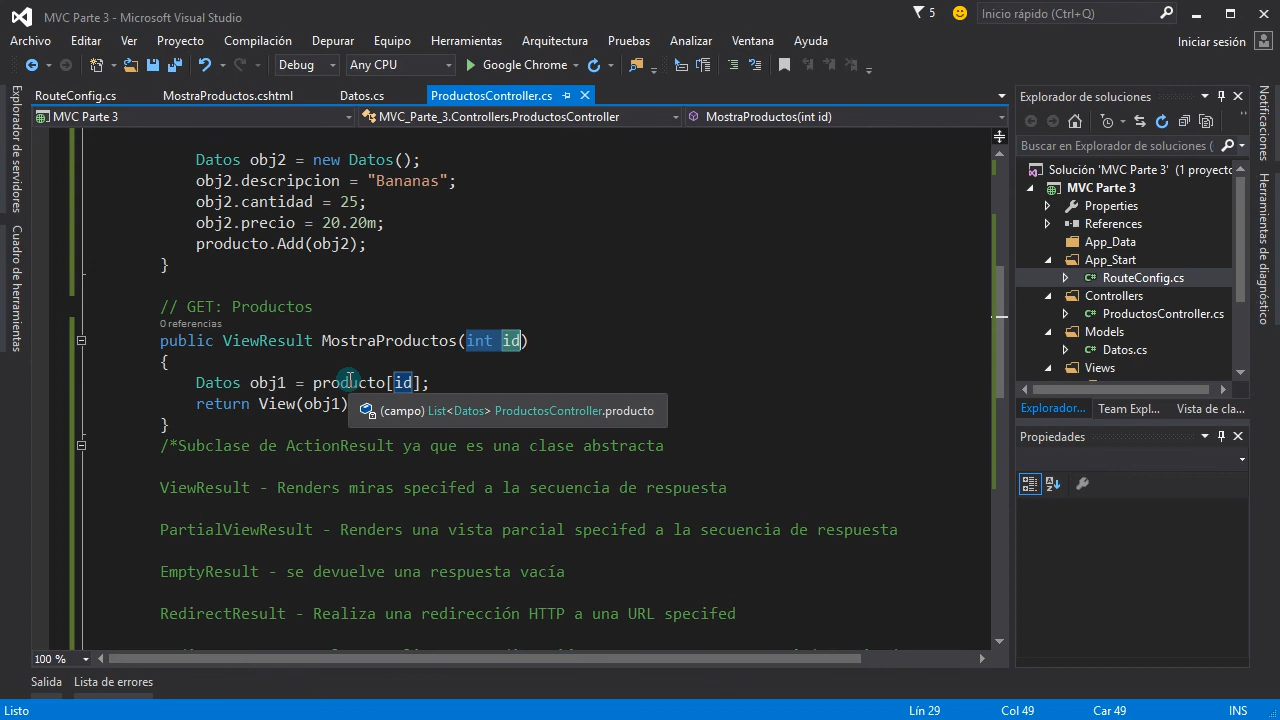 MVC Parte 3 - Microsoft Visual Studio
5
Inicio rápido (Ctrl+Q)
Archivo Editar Ver Proyecto Compilación Depurar Equipo Herramientas Arquitectura Pruebas Analizar Ventana Ayuda
Iniciar sesión
Debug Any CPU Google Chrome
RouteConfig.cs MostraProductos.cshtml Datos.cs ProductosController.cs
MVC Parte 3 MVC_Parte_3.Controllers.ProductosController MostraProductos(int id)
Explorador de servidores
Cuadro de herramientas
Datos obj2 = new Datos();
obj2.descripcion = "Bananas";
obj2.cantidad = 25;
obj2.precio = 20.20m;
producto.Add(obj2);
}
// GET: Productos
0 referencias
public ViewResult MostraProductos(int id)
{
Datos obj1 = producto[id];
return View(obj1)
(campo) List<Datos> ProductosController.producto
}
/*Subclase de ActionResult ya que es una clase abstracta
ViewResult - Renders miras specifed a la secuencia de respuesta
PartialViewResult - Renders una vista parcial specifed a la secuencia de respuesta
EmptyResult - se devuelve una respuesta vacía
RedirectResult - Realiza una redirección HTTP a una URL specifed
100 %
Explorador de soluciones
Buscar en Explorador de soluciones (
Solución 'MVC Parte 3' (1 proyecto
MVC Parte 3
Properties
References
App_Data
App_Start
RouteConfig.cs
Controllers
ProductosController.cs
Models
Datos.cs
Views
Explorador... Team Expl... Vista de cla...
Propiedades
Notificaciones
Herramientas de diagnóstico
Salida Lista de errores
Listo Lín 29 Col 49 Car 49 INS